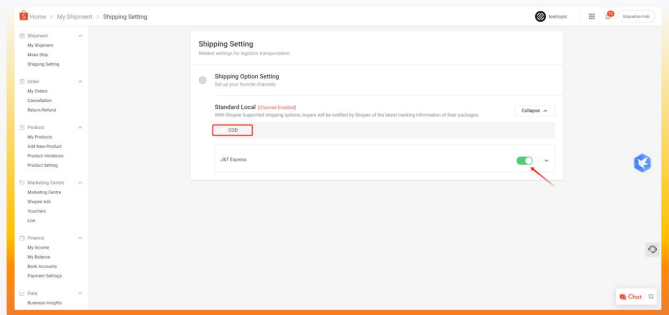 Home > My Shipment > Shipping Setting
teetropic
Education Hub
Shipment
My Shipment
Mass Ship
Shipping Setting
Order
My Orders
Cancellation
Return/Refund
Product
My Products
Add New Product
Product Violations
Product Setting
Marketing Centre
Marketing Centre
Shopee Ads
Vouchers
Live
Finance
My Income
My Balance
Bank Accounts
Payment Settings
Data
Business Insights
Shipping Setting
Related settings for logistics transportation.
Shipping Option Setting
Set up your favorite channels
Standard Local [Channel Enabled]
With Shopee Supported shipping options, buyers will be notified by Shopee of the latest tracking information of their packages.
Collapse
COD
J&T Express
Chat